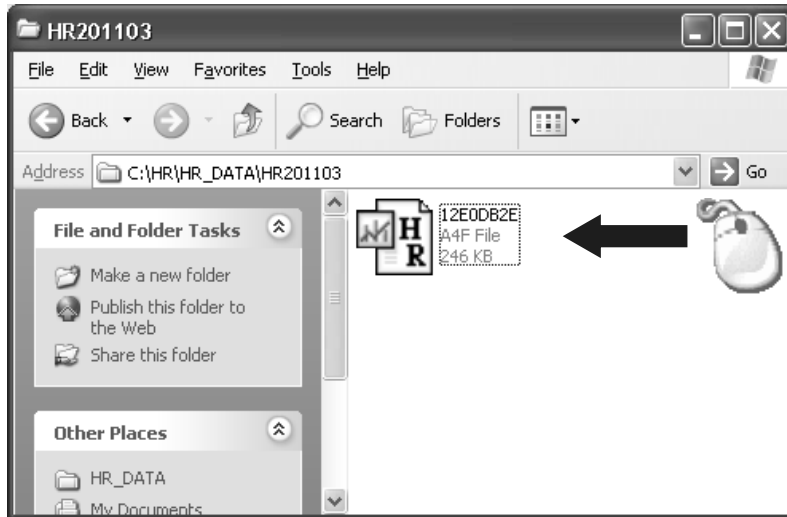 HR201103
File Edit View Favorites Tools Help
Back Search Folders
Address C:\HR\HR_DATA\HR201103 Go
File and Folder Tasks
Make a new folder
Publish this folder to
the Web
Share this folder
Other Places
HR_DATA
My Documents
12E0DB2E
A4F File
246 KB
HR